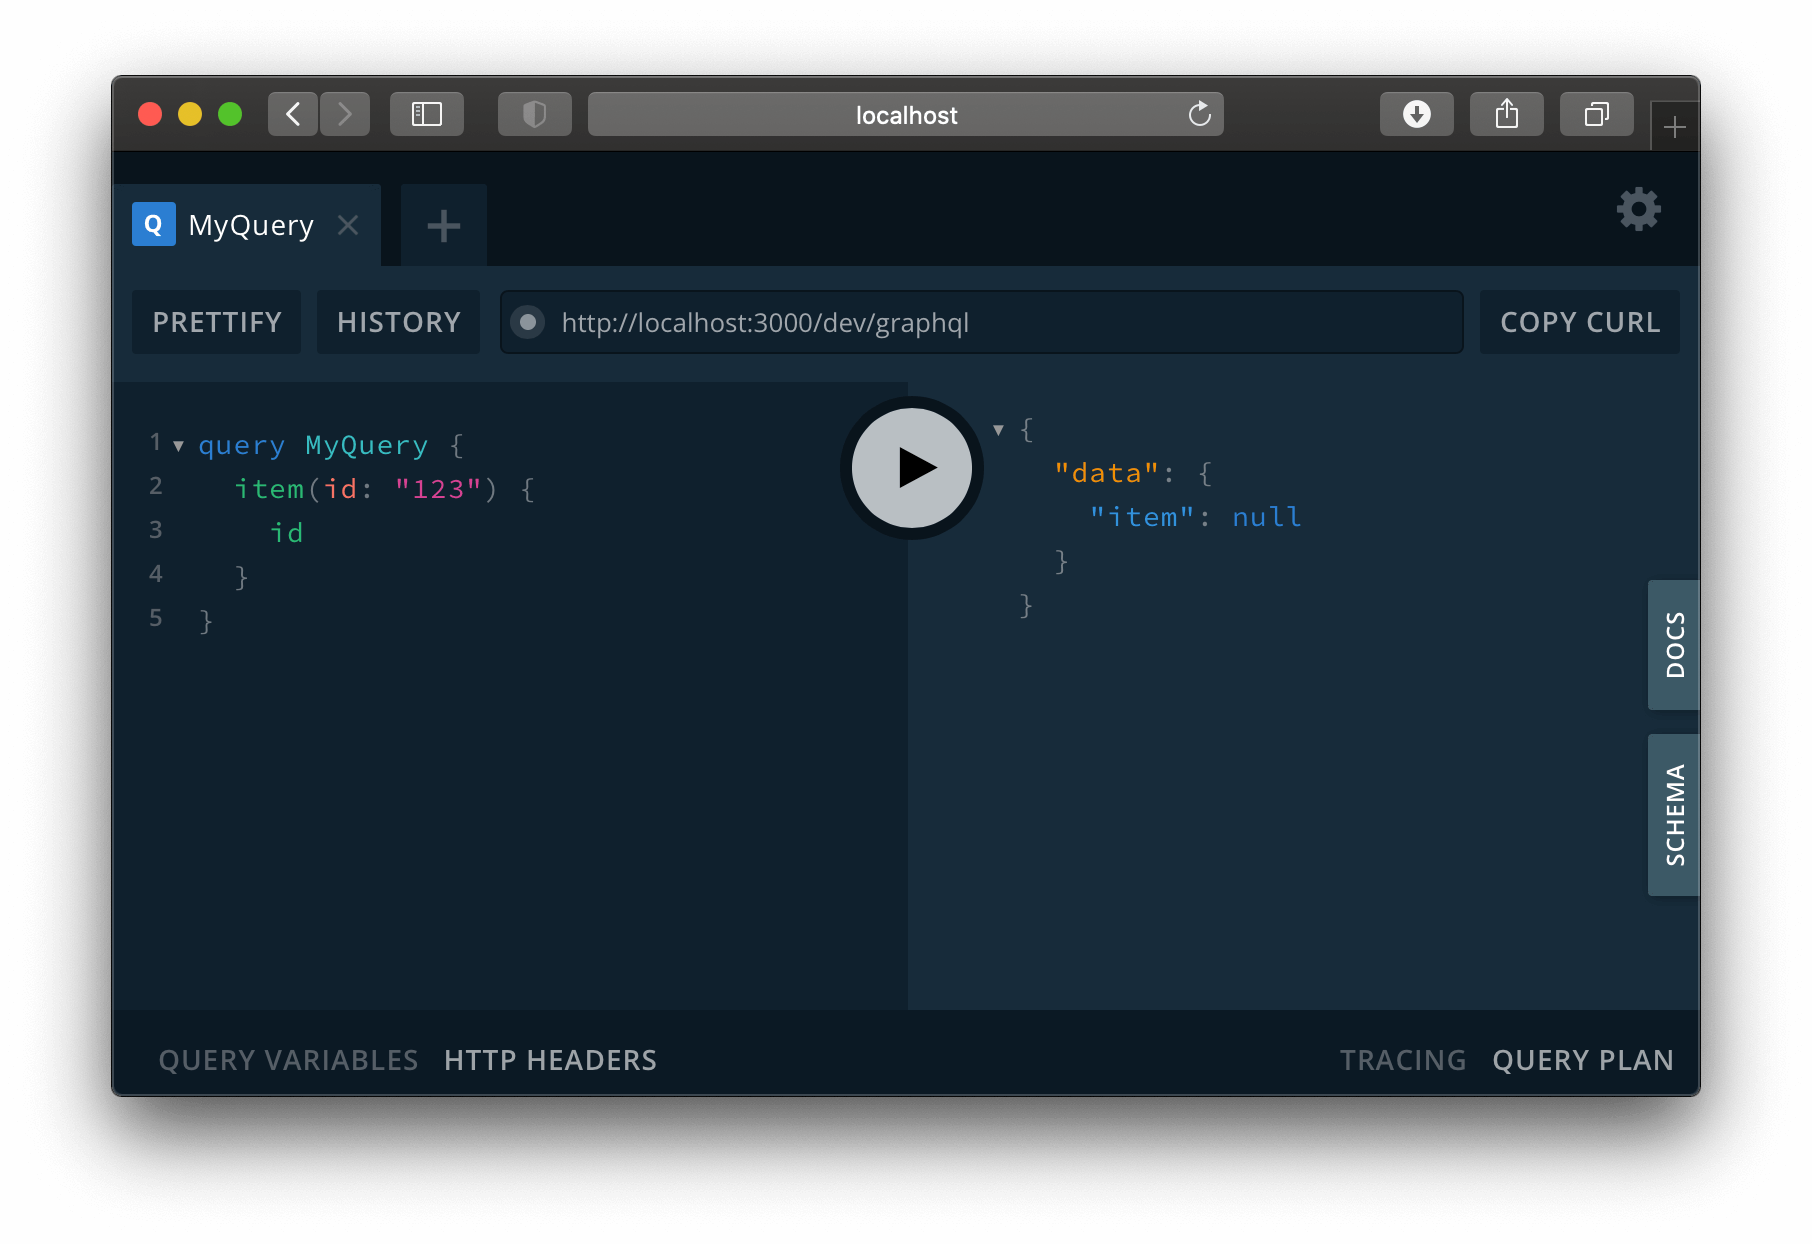 localhost
Q MyQuery
PRETTIFY HISTORY http://localhost:3000/dev/graphql COPY CURL
1 query MyQuery {
2 item(id: "123") {
3 id
4 }
5 }
{
"data": {
"item": null
}
}
DOCS
SCHEMA
QUERY VARIABLES HTTP HEADERS TRACING QUERY PLAN